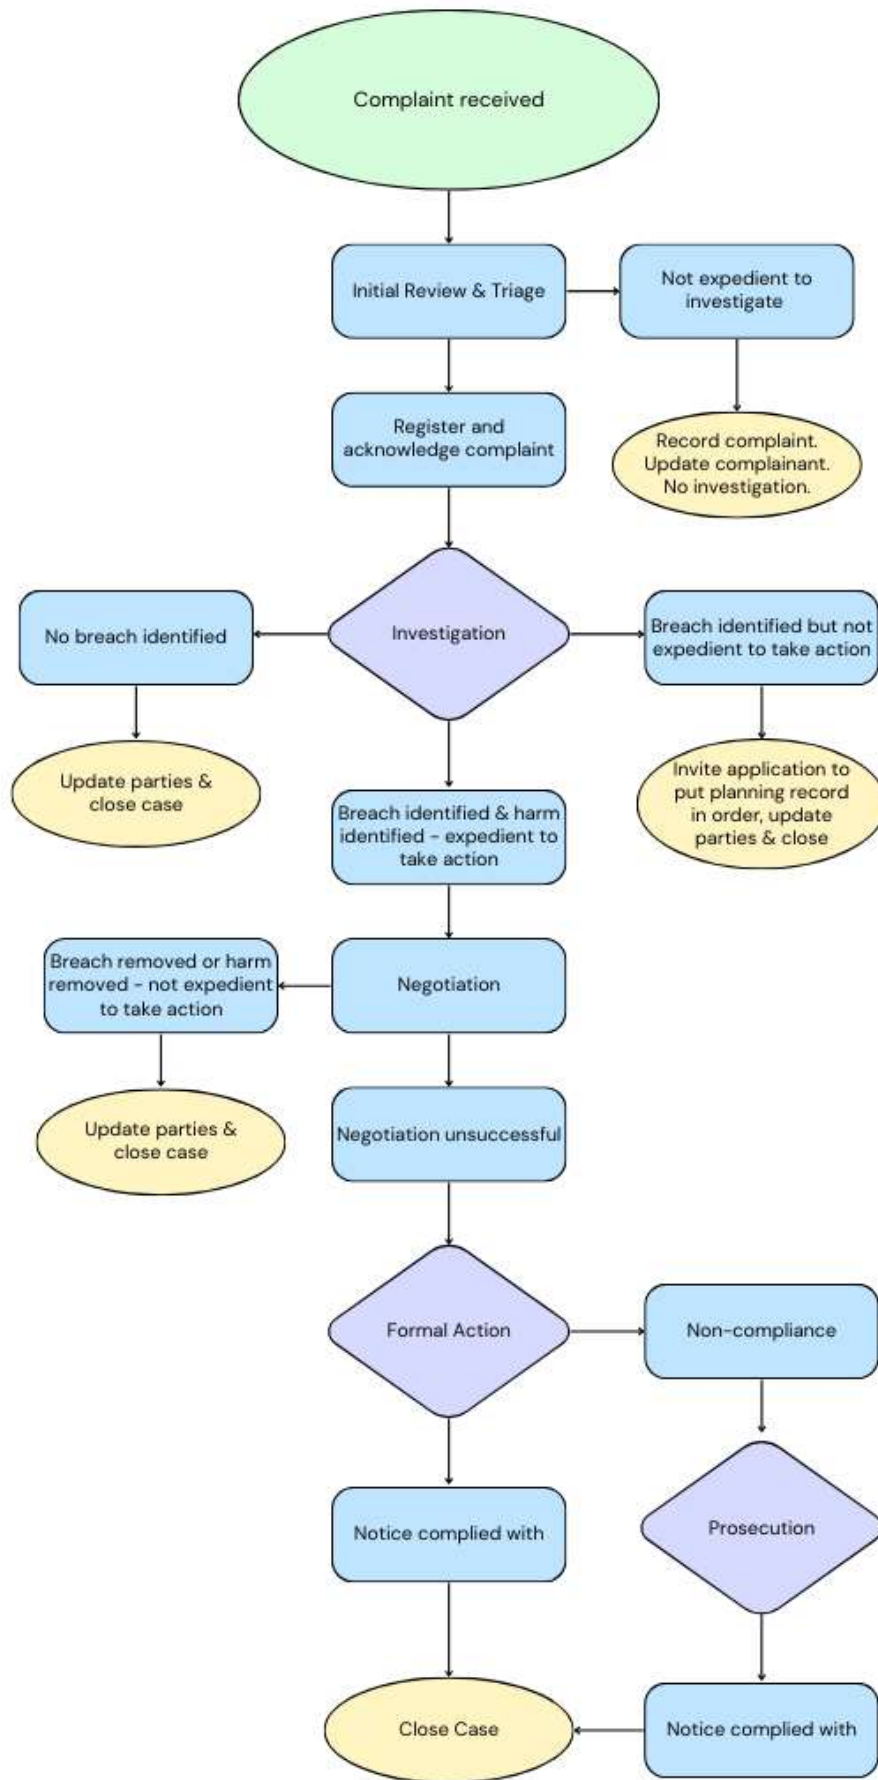 Complaint received
Initial Review & Triage
Not expedient to
investigate
Register and
acknowledge complaint
Record complaint.
Update complainant.
No investigation.
No breach identified
Investigation
Breach identified but not
expedient to take action
Update parties &
close case
Breach identified & harm
identified - expedient to
take action
Invite application to
put planning record
in order, update
parties & close
Breach removed or harm
removed - not expedient
to take action
Negotiation
Update parties &
close case
Negotiation unsuccessful
Formal Action
Non-compliance
Notice complied with
Prosecution
Close Case
Notice complied with